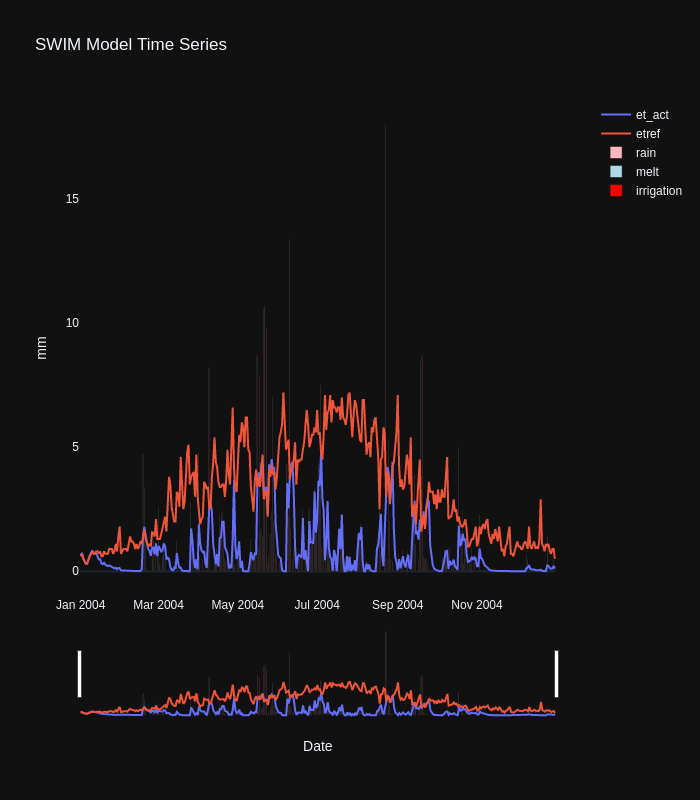 SWIM Model Time Series
et_act
etref
rain
melt
irrigation
15
10
5
0
mm
Jan 2004 Mar 2004 May 2004 Jul 2004 Sep 2004 Nov 2004
Date